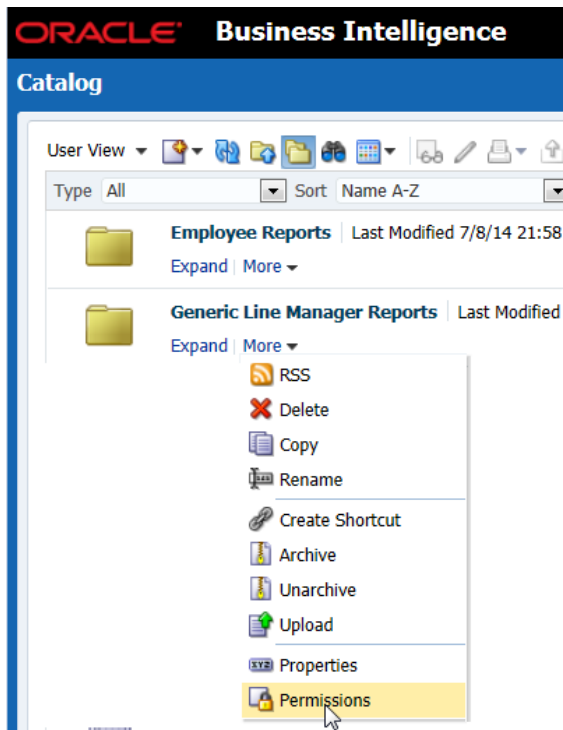 ORACLE Business Intelligence
Catalog
User View
Type All Sort Name A-Z
Employee Reports Last Modified 7/8/14 21:58
Expand More
Generic Line Manager Reports Last Modified
Expand More
RSS
Delete
Copy
Rename
Create Shortcut
Archive
Unarchive
Upload
XYZ Properties
Permissions